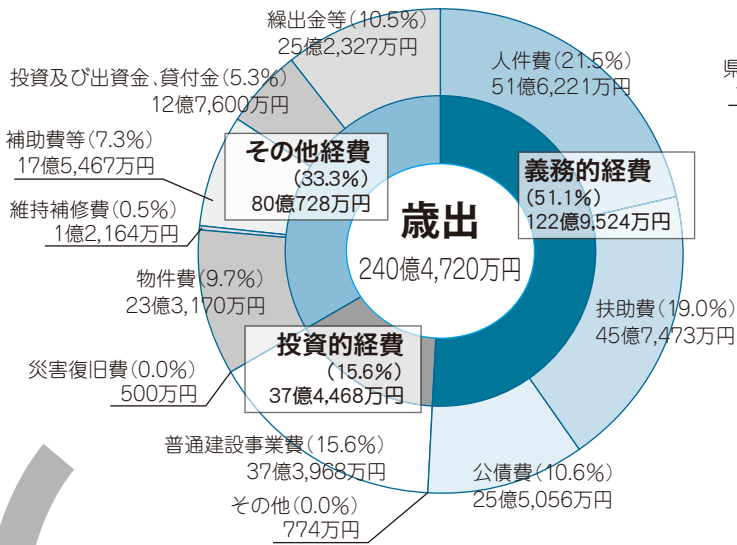 繰出金等(10.5%)
25億2,327万円
人件費(21.5%)
51億6,221万円
県
投資及び出資金、貸付金(5.3%)
12億7,600万円
補助費等(7.3%)
17億5,467万円
その他経費
(33.3%)
80億728万円
義務的経費
(51.1%)
122億9,524万円
維持補修費(0.5%)
1億2,164万円
歳出
240億4,720万円
物件費(9.7%)
23億3,170万円
扶助費(19.0%)
45億7,473万円
投資的経費
(15.6%)
37億4,468万円
災害復旧費(0.0%)
500万円
普通建設事業費(15.6%)
37億3,968万円
公債費(10.6%)
25億5,056万円
その他(0.0%)
774万円